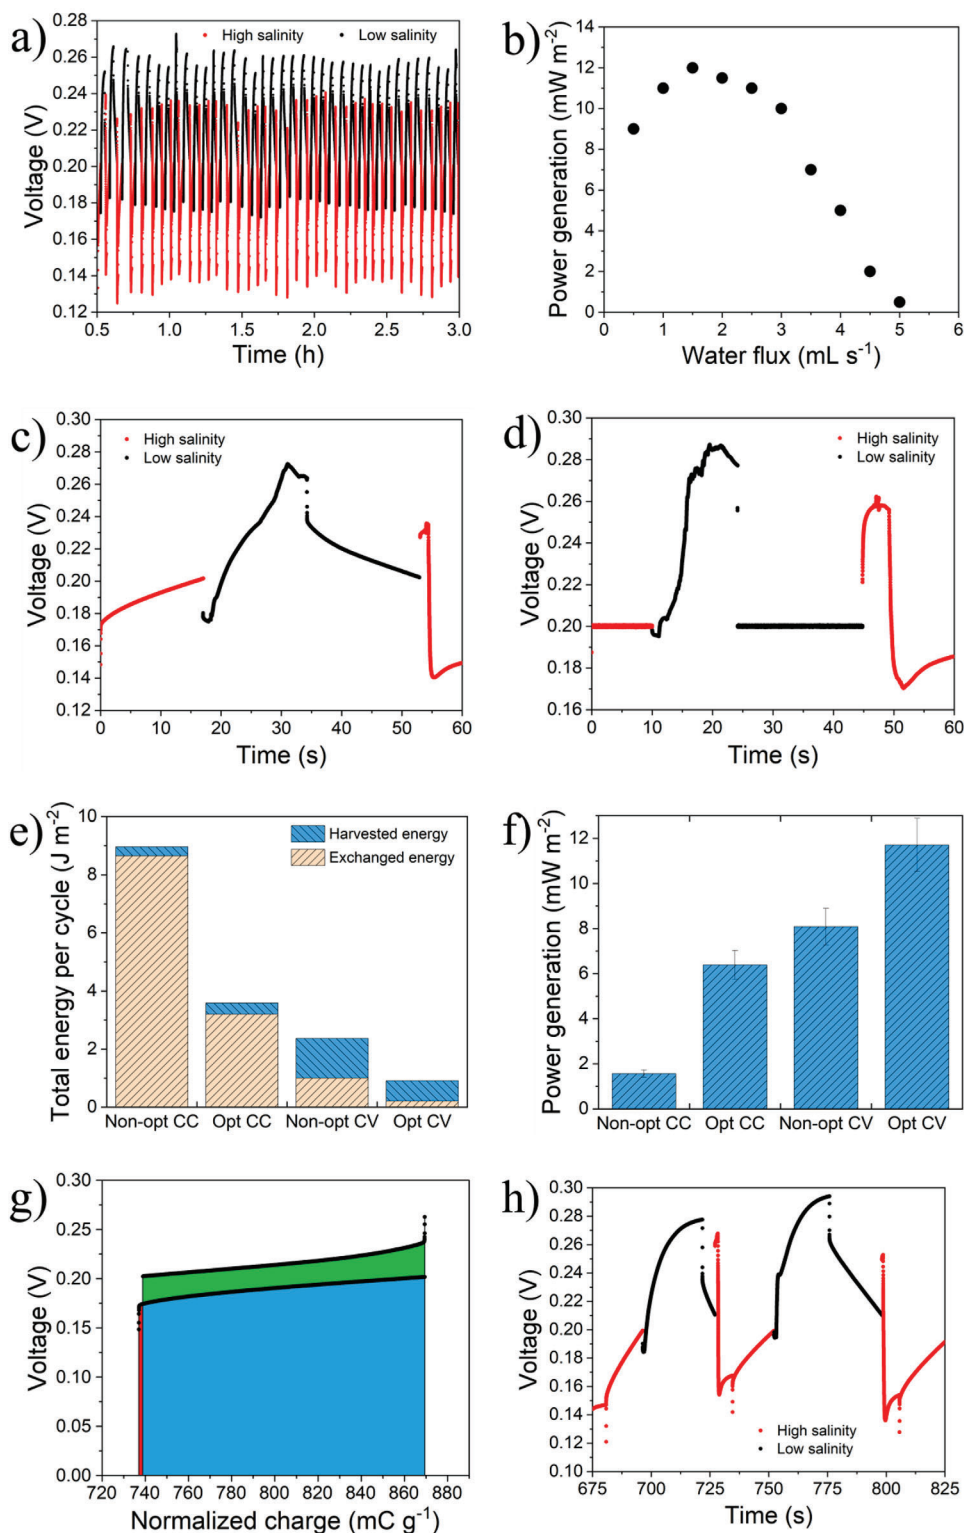 a)
High salinity
Low salinity
0.28
0.26
0.24
0.22
0.20
0.18
0.16
0.14
0.12
Voltage (V)
0.5
1.0
1.5
2.0
2.5
3.0
Time (h)
b)
14
12
10
8
6
4
2
0
Power generation (mW m⁻²)
0
1
2
3
4
5
6
Water flux (mL s⁻¹)
c)
High salinity
Low salinity
0.30
0.28
0.26
0.24
0.22
0.20
0.18
0.16
0.14
0.12
Voltage (V)
0
10
20
30
40
50
60
Time (s)
d)
High salinity
Low salinity
0.30
0.28
0.26
0.24
0.22
0.20
0.18
0.16
Voltage (V)
0
10
20
30
40
50
60
Time (s)
e)
Harvested energy
Exchanged energy
10
8
6
4
2
0
Total energy per cycle (J m⁻²)
Non-opt CC
Opt CC
Non-opt CV
Opt CV
f)
12
10
8
6
4
2
0
Power generation (mW m⁻²)
Non-opt CC
Opt CC
Non-opt CV
Opt CV
g)
0.30
0.25
0.20
0.15
0.10
0.05
0.00
Voltage (V)
720
740
760
780
800
820
840
860
880
Normalized charge (mC g⁻¹)
h)
0.30
0.28
0.26
0.24
0.22
0.20
0.18
0.16
0.14
0.12
0.10
Voltage (V)
High salinity
Low salinity
675
700
725
750
775
800
825
Time (s)